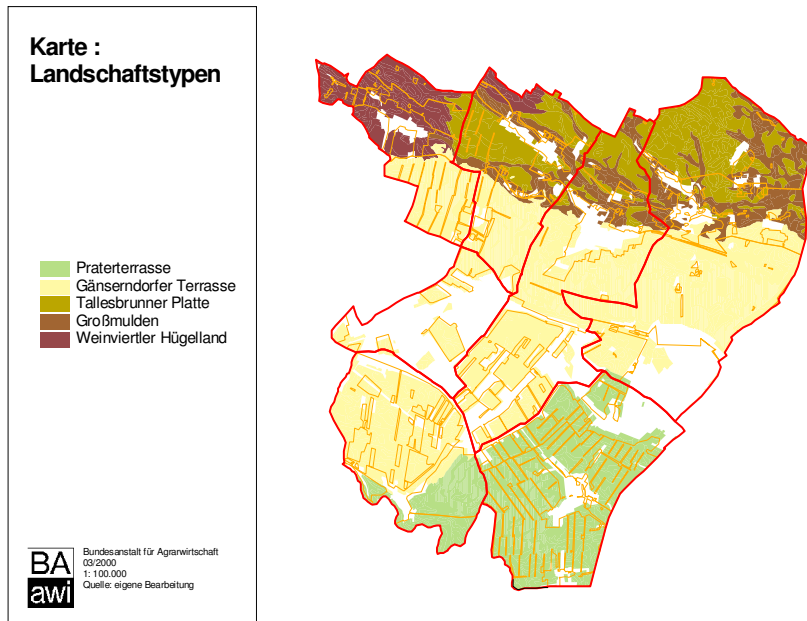 Karte :
Landschaftstypen
Praterterrasse
Gänserndorfer Terrasse
Tallesbrunner Platte
Großmulden
Weinviertler Hügelland
BA
awi
Bundesanstalt für Agrarwirtschaft
03/2000
1: 100.000
Quelle: eigene Bearbeitung